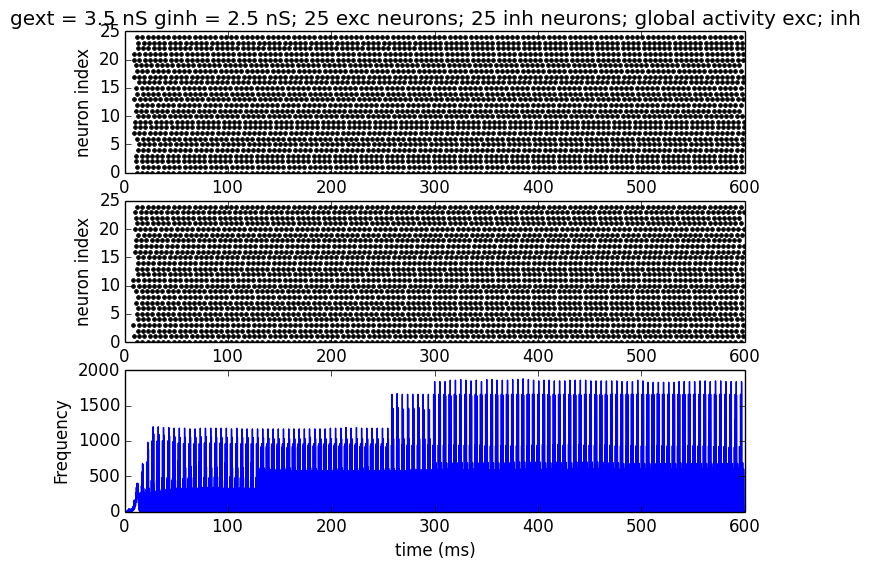 gext = 3.5 nS ginh = 2.5 nS; 25 exc neurons; 25 inh neurons; global activity exc; inh
25
20
15
10
5
0
neuron index
0 100 200 300 400 500 600
25
20
15
10
5
0
neuron index
0 100 200 300 400 500 600
2000
1500
1000
500
0
Frequency
0 100 200 300 400 500 600
time (ms)